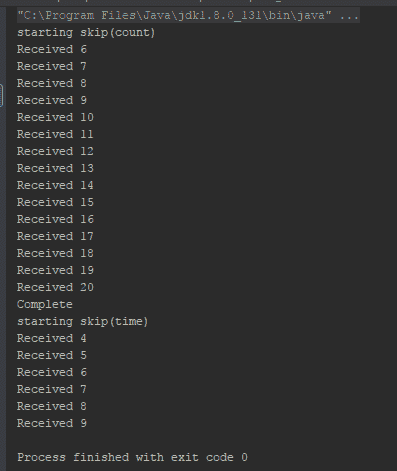 "C:\Program Files\Java\jdk1.8.0_131\bin\java" ...
starting skip(count)
Received 6
Received 7
Received 8
Received 9
Received 10
Received 11
Received 12
Received 13
Received 14
Received 15
Received 16
Received 17
Received 18
Received 19
Received 20
Complete
starting skip(time)
Received 4
Received 5
Received 6
Received 7
Received 8
Received 9
Process finished with exit code 0